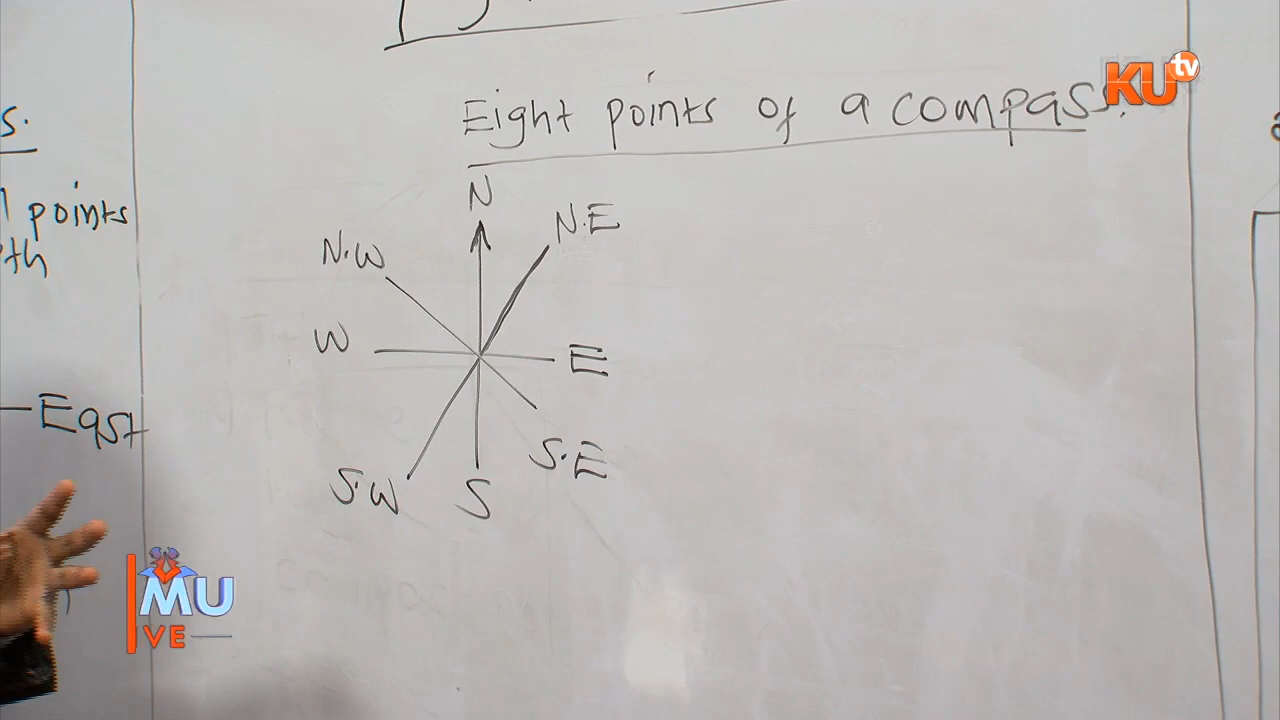 Eight points of a compass.
N
N.E
N.W
W
E
S.E
S.W
S
s.
points
th
East
KU tv
MU
VE